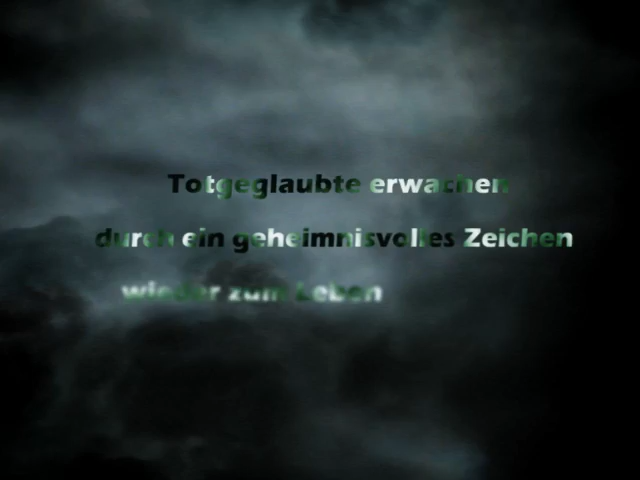 Totgeglaubte erwachen
durch ein geheimnisvolles Zeichen
wieder zum Leben